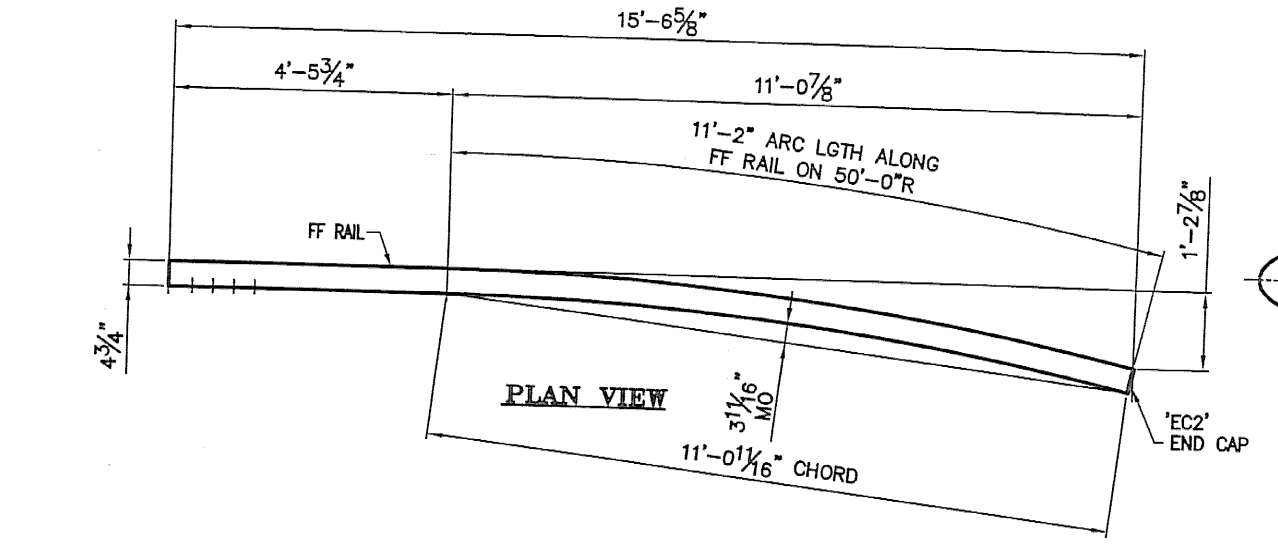 15'-6⅝"
4'-5¾"
11'-0⅞"
11'-2" ARC LGTH ALONG
FF RAIL ON 50'-0"R
1'-2⅞"
FF RAIL
4¾"
PLAN VIEW
3 11/16"
MO
11'-0 11/16" CHORD
'EC2'
END CAP